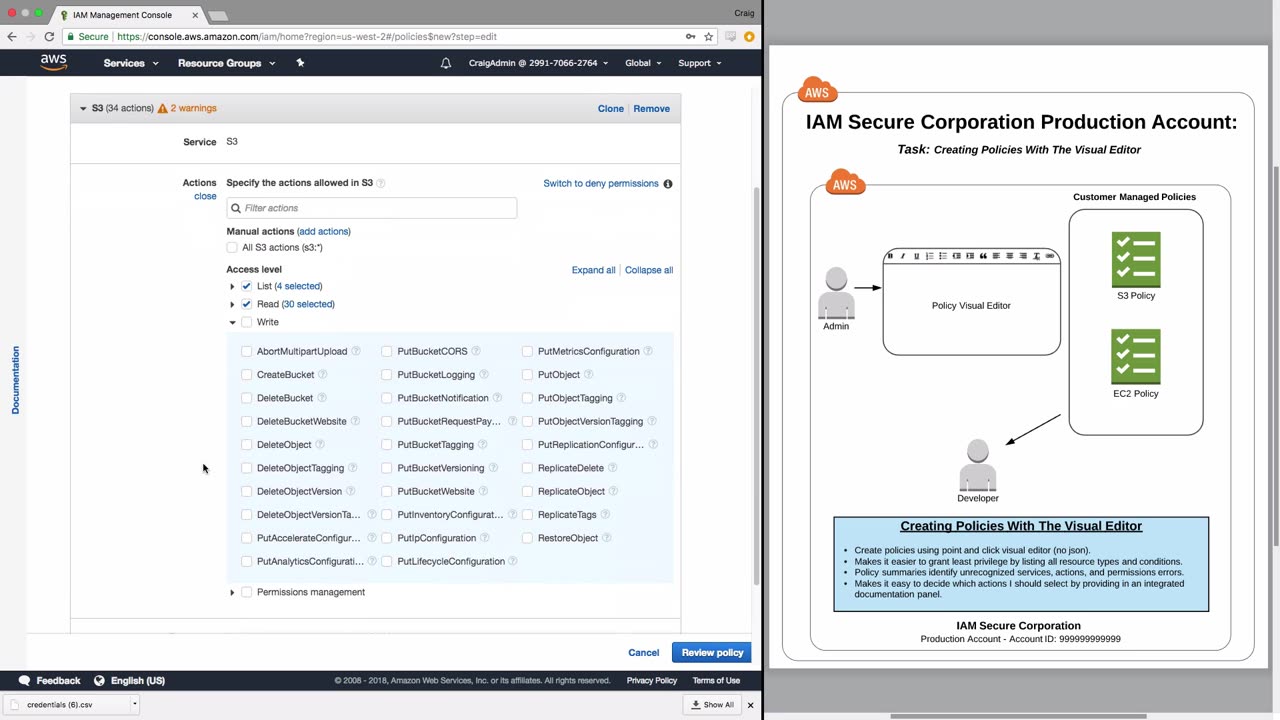 IAM Management Console
Craig
Secure https://console.aws.amazon.com/iam/home?region=us-west-2#/policies$new?step=edit
aws Services Resource Groups CraigAdmin @ 2991-7066-2764 Global Support
S3 (34 actions) 2 warnings Clone Remove
Service S3
Actions Specify the actions allowed in S3 Switch to deny permissions
close
Filter actions
Manual actions (add actions)
All S3 actions (s3:*)
Access level Expand all Collapse all
List (4 selected)
Read (30 selected)
Write
AbortMultipartUpload PutBucketCORS PutMetricsConfiguration
CreateBucket PutBucketLogging PutObject
DeleteBucket PutBucketNotification PutObjectTagging
DeleteBucketWebsite PutBucketRequestPay... PutObjectVersionTagging
DeleteObject PutBucketTagging PutReplicationConfigur...
DeleteObjectTagging PutBucketVersioning ReplicateDelete
DeleteObjectVersion PutBucketWebsite ReplicateObject
DeleteObjectVersionTa... PutInventoryConfigurat... ReplicateTags
PutAccelerateConfigur... PutIpConfiguration RestoreObject
PutAnalyticsConfigurati... PutLifecycleConfiguration
Permissions management
Documentation
Cancel Review policy
Feedback English (US) © 2008 - 2018, Amazon Web Services, Inc. or its affiliates. All rights reserved. Privacy Policy Terms of Use
credentials (6).csv Show All
AWS
IAM Secure Corporation Production Account:
Task: Creating Policies With The Visual Editor
AWS
Customer Managed Policies
Policy Visual Editor
Admin
S3 Policy
EC2 Policy
Developer
Creating Policies With The Visual Editor
• Create policies using point and click visual editor (no json).
• Makes it easier to grant least privilege by listing all resource types and conditions.
• Policy summaries identify unrecognized services, actions, and permissions errors.
• Makes it easy to decide which actions I should select by providing in an integrated
documentation panel.
IAM Secure Corporation
Production Account - Account ID: 999999999999